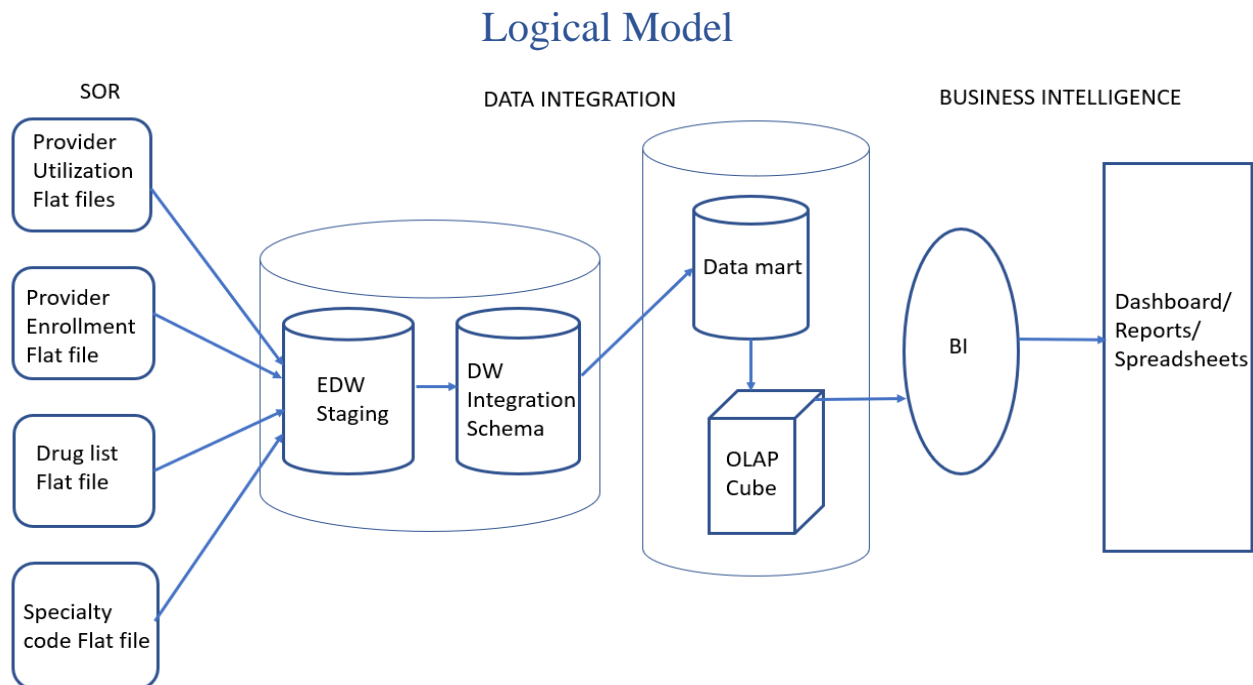 Logical Model
SOR
DATA INTEGRATION
BUSINESS INTELLIGENCE
Provider
Utilization
Flat files
Provider
Enrollment
Flat file
Drug list
Flat file
Specialty
code Flat file
EDW
Staging
DW
Integration
Schema
Data mart
OLAP
Cube
BI
Dashboard/
Reports/
Spreadsheets